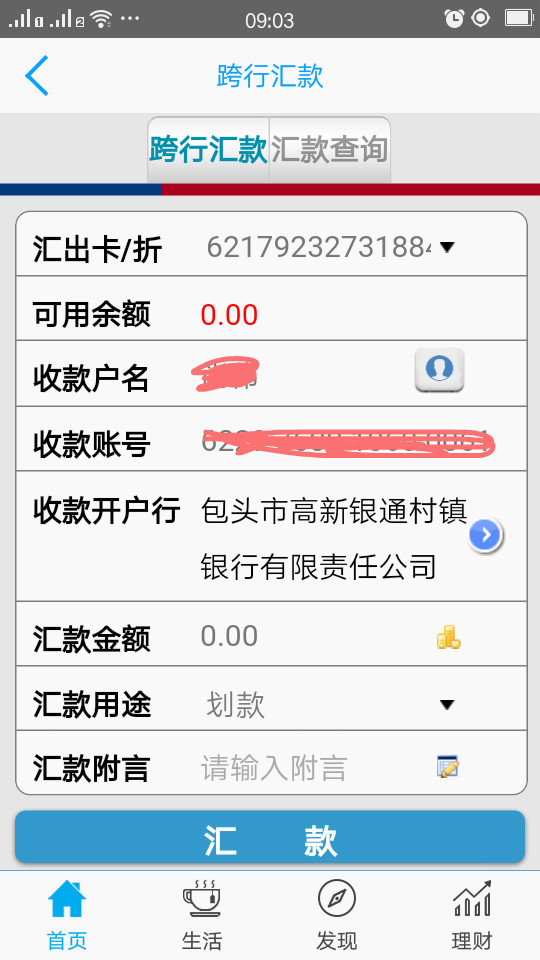 09:03
跨行汇款
跨行汇款 汇款查询
汇出卡/折 6217923273188
可用余额 0.00
收款户名
收款账号
收款开户行 包头市高新银通村镇
银行有限责任公司
汇款金额 0.00
汇款用途 划款
汇款附言 请输入附言
汇 款
首页 生活 发现 理财